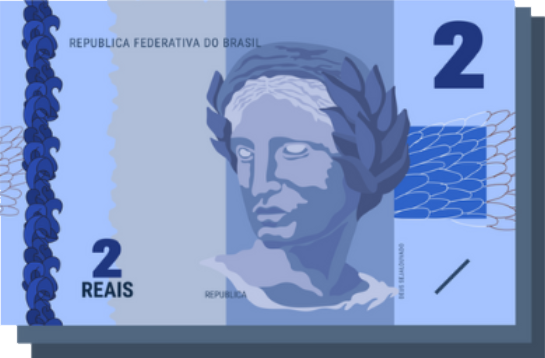 REPUBLICA FEDERATIVA DO BRASIL
2
2
REAIS
REPUBLICA